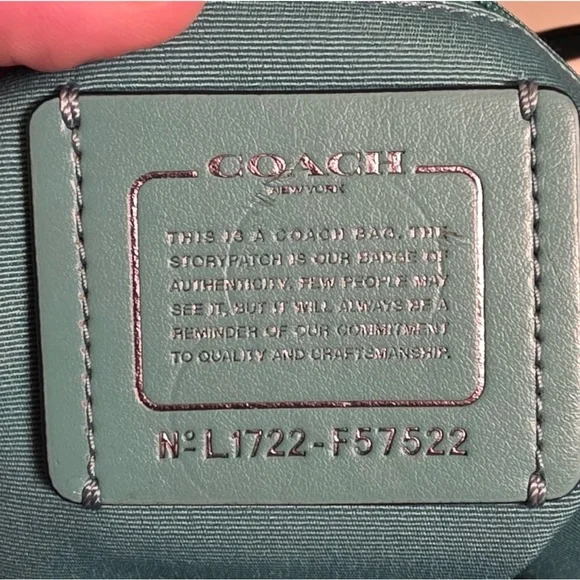 COACH
NEW YORK
THIS IS A COACH BAG. THE
STORYPATCH IS OUR BADGE OF
AUTHENTICITY. FEW PEOPLE MAY
SEE IT, BUT IT WILL ALWAYS BE A
REMINDER OF OUR COMMITMENT
TO QUALITY AND CRAFTSMANSHIP.
Nº L1722-F57522